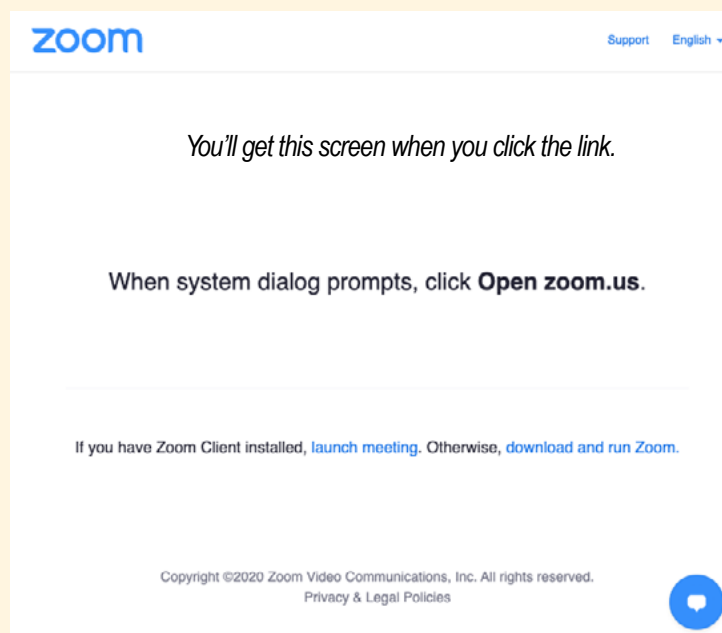 zoom
Support English
You'll get this screen when you click the link.
When system dialog prompts, click Open zoom.us.
If you have Zoom Client installed, launch meeting. Otherwise, download and run Zoom.
Copyright ©2020 Zoom Video Communications, Inc. All rights reserved.
Privacy & Legal Policies